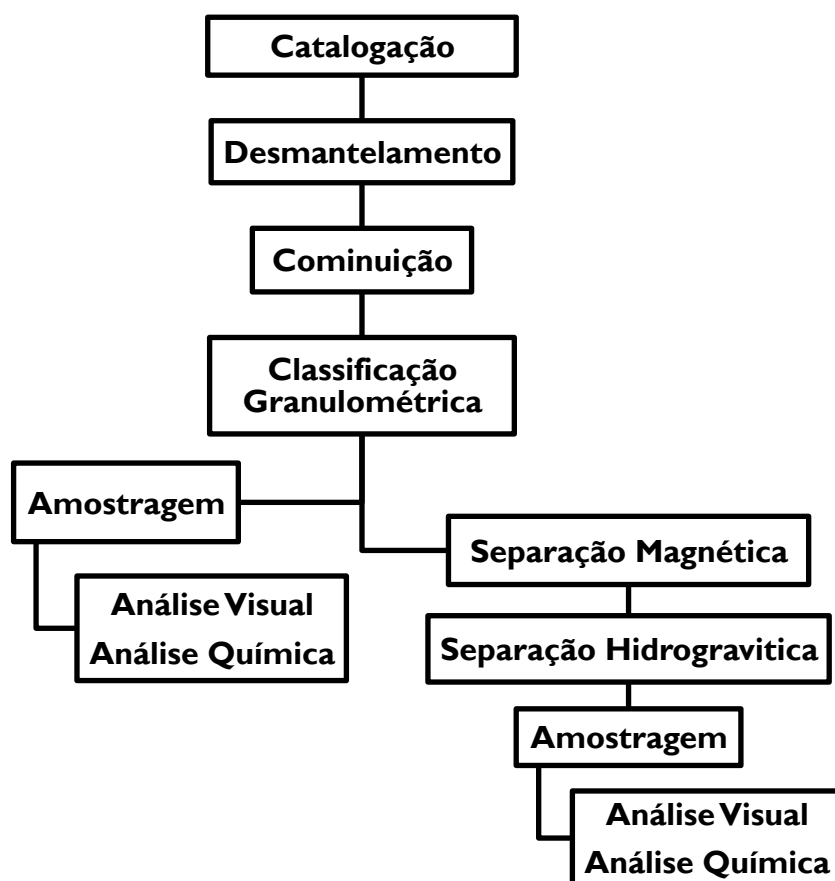 Catalogação
Desmantelamento
Cominuição
Classificação
Granulométrica
Amostragem
Análise Visual
Análise Química
Separação Magnética
Separação Hidrogravitica
Amostragem
Análise Visual
Análise Química